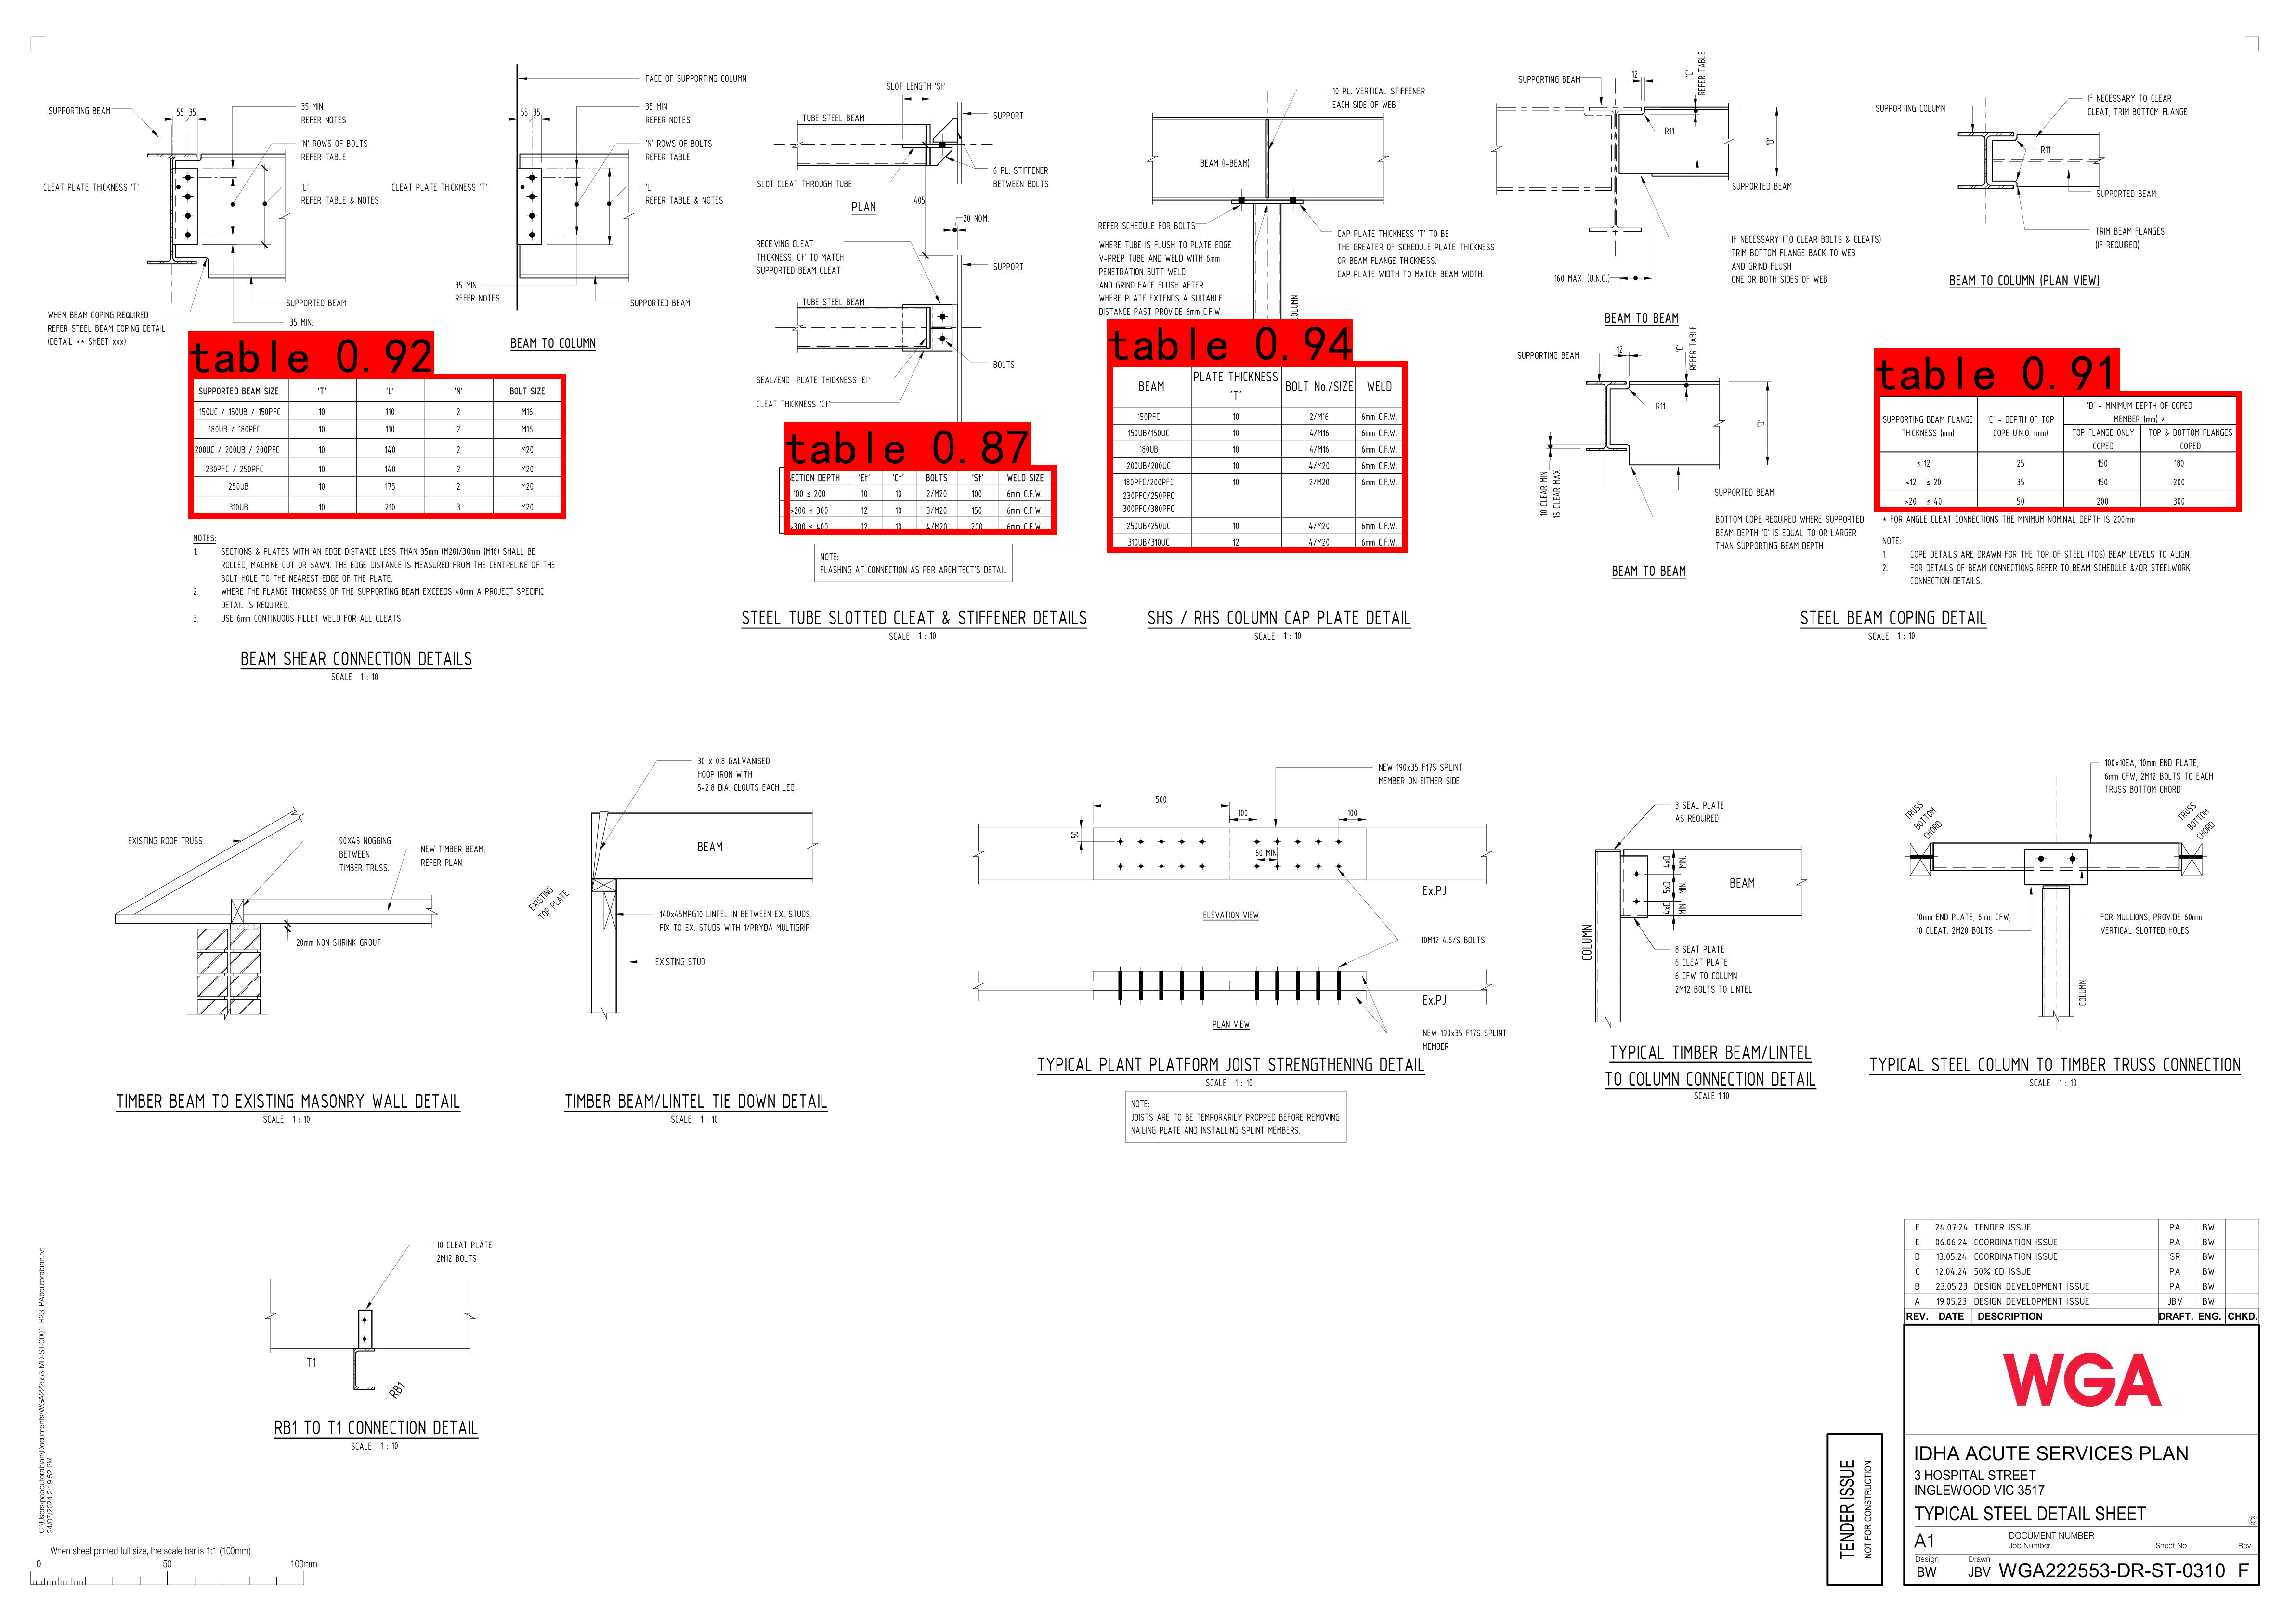 SUPPORTING BEAM
55 35
35 MIN.
REFER NOTES
'N' ROWS OF BOLTS
REFER TABLE
CLEAT PLATE THICKNESS 'T'
'L'
REFER TABLE & NOTES
SUPPORTED BEAM
35 MIN.
WHEN BEAM COPING REQUIRED
REFER STEEL BEAM COPING DETAIL
(DETAIL ** SHEET xxx)
FACE OF SUPPORTING COLUMN
55 35
35 MIN.
REFER NOTES
'N' ROWS OF BOLTS
REFER TABLE
CLEAT PLATE THICKNESS 'T'
'L'
REFER TABLE & NOTES
35 MIN.
REFER NOTES.
SUPPORTED BEAM
BEAM TO COLUMN
table 0.92
SUPPORTED BEAM SIZE 'T' 'L' 'N' BOLT SIZE
150UC / 150UB / 150PFC 10 110 2 M16
180UB / 180PFC 10 110 2 M16
200UC / 200UB / 200PFC 10 140 2 M20
230PFC / 250PFC 10 140 2 M20
250UB 10 175 2 M20
310UB 10 210 3 M20
NOTES:
1. SECTIONS & PLATES WITH AN EDGE DISTANCE LESS THAN 35mm (M20)/30mm (M16) SHALL BE
ROLLED, MACHINE CUT OR SAWN. THE EDGE DISTANCE IS MEASURED FROM THE CENTRELINE OF THE
BOLT HOLE TO THE NEAREST EDGE OF THE PLATE.
2. WHERE THE FLANGE THICKNESS OF THE SUPPORTING BEAM EXCEEDS 40mm A PROJECT SPECIFIC
DETAIL IS REQUIRED.
3. USE 6mm CONTINUOUS FILLET WELD FOR ALL CLEATS.
BEAM SHEAR CONNECTION DETAILS
SCALE 1 : 10
SLOT LENGTH 'St'
TUBE STEEL BEAM
SUPPORT
6 PL. STIFFENER
BETWEEN BOLTS
SLOT CLEAT THROUGH TUBE
PLAN
405
20 NOM.
RECEIVING CLEAT
THICKNESS 'Ct' TO MATCH
SUPPORTED BEAM CLEAT
SUPPORT
TUBE STEEL BEAM
BOLTS
SEAL/END PLATE THICKNESS 'Et'
CLEAT THICKNESS 'Ct'
table 0.87
SECTION DEPTH 'Et' 'Ct' BOLTS 'St' WELD SIZE
100 ≤ 200 10 10 2/M20 100 6mm C.F.W.
>200 ≤ 300 12 10 3/M20 150 6mm C.F.W.
>300 ≤ 400 12 10 4/M20 200 6mm C.F.W.
NOTE:
FLASHING AT CONNECTION AS PER ARCHITECT'S DETAIL
STEEL TUBE SLOTTED CLEAT & STIFFENER DETAILS
SCALE 1 : 10
10 PL. VERTICAL STIFFENER
EACH SIDE OF WEB
BEAM (I-BEAM)
REFER SCHEDULE FOR BOLTS
WHERE TUBE IS FLUSH TO PLATE EDGE
V-PREP TUBE AND WELD WITH 6mm
PENETRATION BUTT WELD
AND GRIND FACE FLUSH AFTER
WHERE PLATE EXTENDS A SUITABLE
DISTANCE PAST PROVIDE 6mm C.F.W.
CAP PLATE THICKNESS 'T' TO BE
THE GREATER OF SCHEDULE PLATE THICKNESS
OR BEAM FLANGE THICKNESS.
CAP PLATE WIDTH TO MATCH BEAM WIDTH.
COLUMN
table 0.94
BEAM PLATE THICKNESS 'T' BOLT No./SIZE WELD
150PFC 10 2/M16 6mm C.F.W.
150UB/150UC 10 4/M16 6mm C.F.W.
180UB 10 4/M16 6mm C.F.W.
200UB/200UC 10 4/M20 6mm C.F.W.
180PFC/200PFC 10 2/M20 6mm C.F.W.
230PFC/250PFC
300PFC/380PFC
250UB/250UC 10 4/M20 6mm C.F.W.
310UB/310UC 12 4/M20 6mm C.F.W.
SHS / RHS COLUMN CAP PLATE DETAIL
SCALE 1 : 10
SUPPORTING BEAM
12
'C'
REFER TABLE
R11
'D'
SUPPORTED BEAM
IF NECESSARY (TO CLEAR BOLTS & CLEATS)
TRIM BOTTOM FLANGE BACK TO WEB
AND GRIND FLUSH
ONE OR BOTH SIDES OF WEB
160 MAX. (U.N.O.)
BEAM TO BEAM
SUPPORTING BEAM
12
'C'
REFER TABLE
R11
'D'
10 CLEAR MIN.
15 CLEAR MAX.
SUPPORTED BEAM
BOTTOM COPE REQUIRED WHERE SUPPORTED
BEAM DEPTH 'D' IS EQUAL TO OR LARGER
THAN SUPPORTING BEAM DEPTH
BEAM TO BEAM
SUPPORTING COLUMN
IF NECESSARY TO CLEAR
CLEAT, TRIM BOTTOM FLANGE
R11
SUPPORTED BEAM
TRIM BEAM FLANGES
(IF REQUIRED)
BEAM TO COLUMN (PLAN VIEW)
table 0.91
SUPPORTING BEAM FLANGE THICKNESS (mm) 'C' - DEPTH OF TOP COPE U.N.O. (mm) 'D' - MINIMUM DEPTH OF COPED MEMBER (mm) *
TOP FLANGE ONLY COPED TOP & BOTTOM FLANGES COPED
≤ 12 25 150 180
>12 ≤ 20 35 150 200
>20 ≤ 40 50 200 300
* FOR ANGLE CLEAT CONNECTIONS THE MINIMUM NOMINAL DEPTH IS 200mm
NOTE:
1. COPE DETAILS ARE DRAWN FOR THE TOP OF STEEL (TOS) BEAM LEVELS TO ALIGN.
2. FOR DETAILS OF BEAM CONNECTIONS REFER TO BEAM SCHEDULE &/OR STEELWORK
CONNECTION DETAILS.
STEEL BEAM COPING DETAIL
SCALE 1 : 10
EXISTING ROOF TRUSS
90X45 NOGGING
BETWEEN
TIMBER TRUSS.
NEW TIMBER BEAM,
REFER PLAN.
20mm NON SHRINK GROUT
TIMBER BEAM TO EXISTING MASONRY WALL DETAIL
SCALE 1 : 10
30 x 0.8 GALVANISED
HOOP IRON WITH
5-2.8 DIA. CLOUTS EACH LEG
BEAM
EXISTING
TOP PLATE
140x45MPG10 LINTEL IN BETWEEN EX. STUDS.
FIX TO EX. STUDS WITH 1/PRYDA MULTIGRIP
EXISTING STUD
TIMBER BEAM/LINTEL TIE DOWN DETAIL
SCALE 1 : 10
NEW 190x35 F17S SPLINT
MEMBER ON EITHER SIDE
500
100
100
50
60 MIN
Ex.PJ
ELEVATION VIEW
10M12 4.6/S BOLTS
Ex.PJ
PLAN VIEW
NEW 190x35 F17S SPLINT
MEMBER
TYPICAL PLANT PLATFORM JOIST STRENGTHENING DETAIL
SCALE 1 : 10
NOTE:
JOISTS ARE TO BE TEMPORARILY PROPPED BEFORE REMOVING
NAILING PLATE AND INSTALLING SPLINT MEMBERS.
3 SEAL PLATE
AS REQUIRED
4xD MIN.
5xD MIN.
4xD MIN.
BEAM
COLUMN
8 SEAT PLATE
6 CLEAT PLATE
6 CFW TO COLUMN
2M12 BOLTS TO LINTEL
TYPICAL TIMBER BEAM/LINTEL
TO COLUMN CONNECTION DETAIL
SCALE 1:10
100x10EA, 10mm END PLATE,
6mm CFW, 2M12 BOLTS TO EACH
TRUSS BOTTOM CHORD
TRUSS
BOTTOM
CHORD
TRUSS
BOTTOM
CHORD
10mm END PLATE, 6mm CFW,
10 CLEAT. 2M20 BOLTS
FOR MULLIONS, PROVIDE 60mm
VERTICAL SLOTTED HOLES
COLUMN
TYPICAL STEEL COLUMN TO TIMBER TRUSS CONNECTION
SCALE 1 : 10
10 CLEAT PLATE
2M12 BOLTS
T1
RB1
RB1 TO T1 CONNECTION DETAIL
SCALE 1 : 10
C:\Users\paboutorabian\Documents\WGA222553-MD-ST-0001_R23_PAboutorabian.rvt
24/07/2024 2:19:52 PM
When sheet printed full size, the scale bar is 1:1 (100mm).
0 50 100mm
F 24.07.24 TENDER ISSUE PA BW
E 06.06.24 COORDINATION ISSUE PA BW
D 13.05.24 COORDINATION ISSUE SR BW
C 12.04.24 50% CD ISSUE PA BW
B 23.05.23 DESIGN DEVELOPMENT ISSUE PA BW
A 19.05.23 DESIGN DEVELOPMENT ISSUE JBV BW
REV. DATE DESCRIPTION DRAFT. ENG. CHKD.
WGA
TENDER ISSUE
NOT FOR CONSTRUCTION
IDHA ACUTE SERVICES PLAN
3 HOSPITAL STREET
INGLEWOOD VIC 3517
TYPICAL STEEL DETAIL SHEET
©
A1 DOCUMENT NUMBER
Job Number Sheet No. Rev.
Design Drawn
BW JBV WGA222553-DR-ST-0310 F